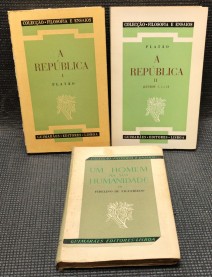 COLECÇÃO • FILOSOFIA E ENSAIOS
A
REPÚBLICA
I
PLATÃO
GUIMARÃES • EDITORES • LISBOA
COLECÇÃO • FILOSOFIA E ENSAIOS
PLATÃO
A
REPÚBLICA
II
GUIMARÃES • EDITORES • LISBOA
UM HOMEM
HUMANIDADE
GUIMARÃES EDITORES • LISBOA